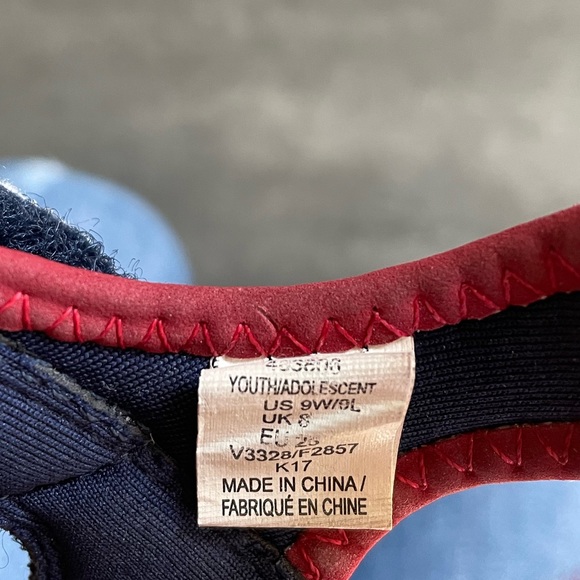 YOUTH/ADOLESCENT
US 9W/9L
UK 8
EU 25
V3328/F2857
K17
MADE IN CHINA/
FABRIQUÉ EN CHINE